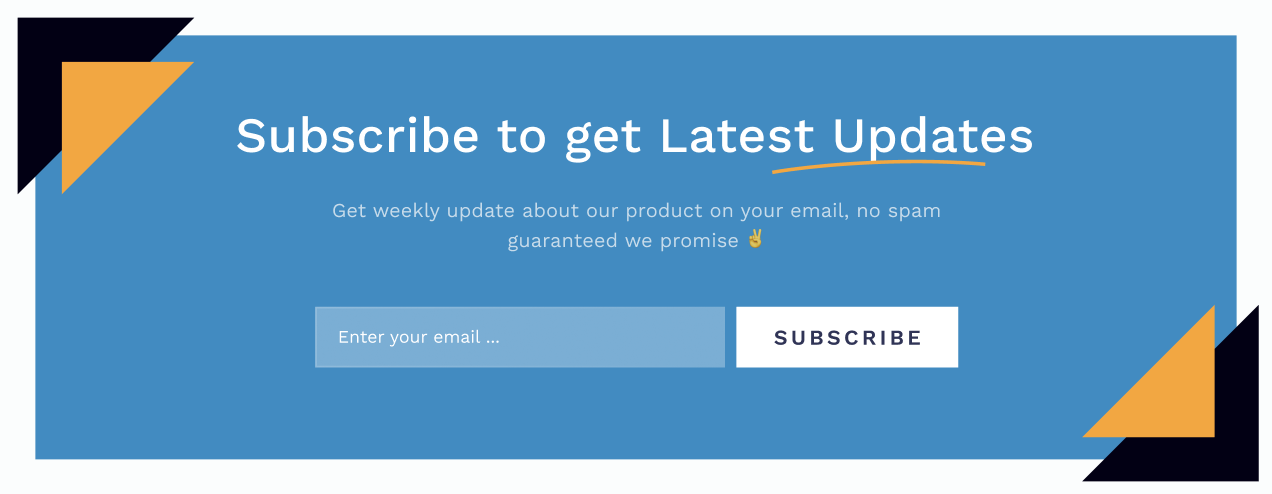 Subscribe to get Latest Updates
Get weekly update about our product on your email, no spam
guaranteed we promise ✌
Enter your email ...
SUBSCRIBE